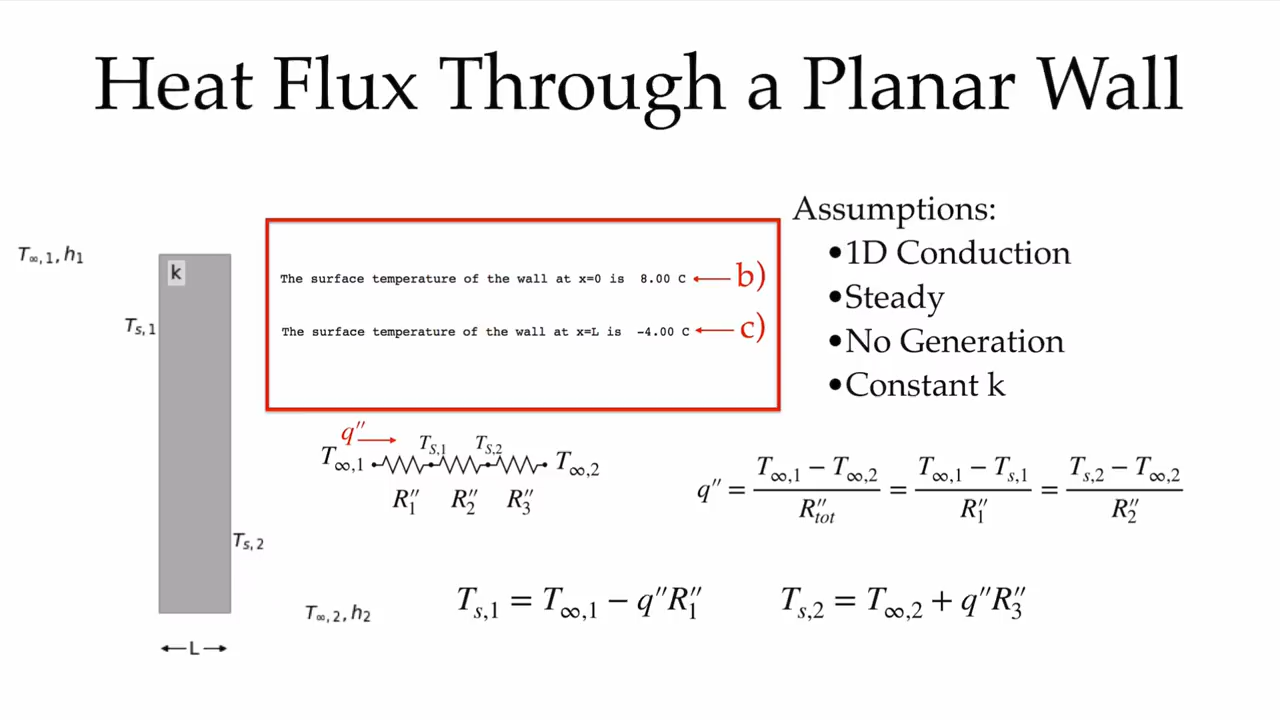 Heat Flux Through a Planar Wall
Assumptions:
•1D Conduction
•Steady
•No Generation
•Constant k
T∞,1, h1
k
Ts,1
Ts,2
T∞,2, h2
←L→
The surface temperature of the wall at x=0 is 8.00 C ← b)
The surface temperature of the wall at x=L is -4.00 C ← c)
q″ →
T∞,1 Ts,1 Ts,2 T∞,2
R″1 R″2 R″3
q″ = (T∞,1 − T∞,2)/R″tot = (T∞,1 − Ts,1)/R″1 = (Ts,2 − T∞,2)/R″2
Ts,1 = T∞,1 − q″R″1
Ts,2 = T∞,2 + q″R″3